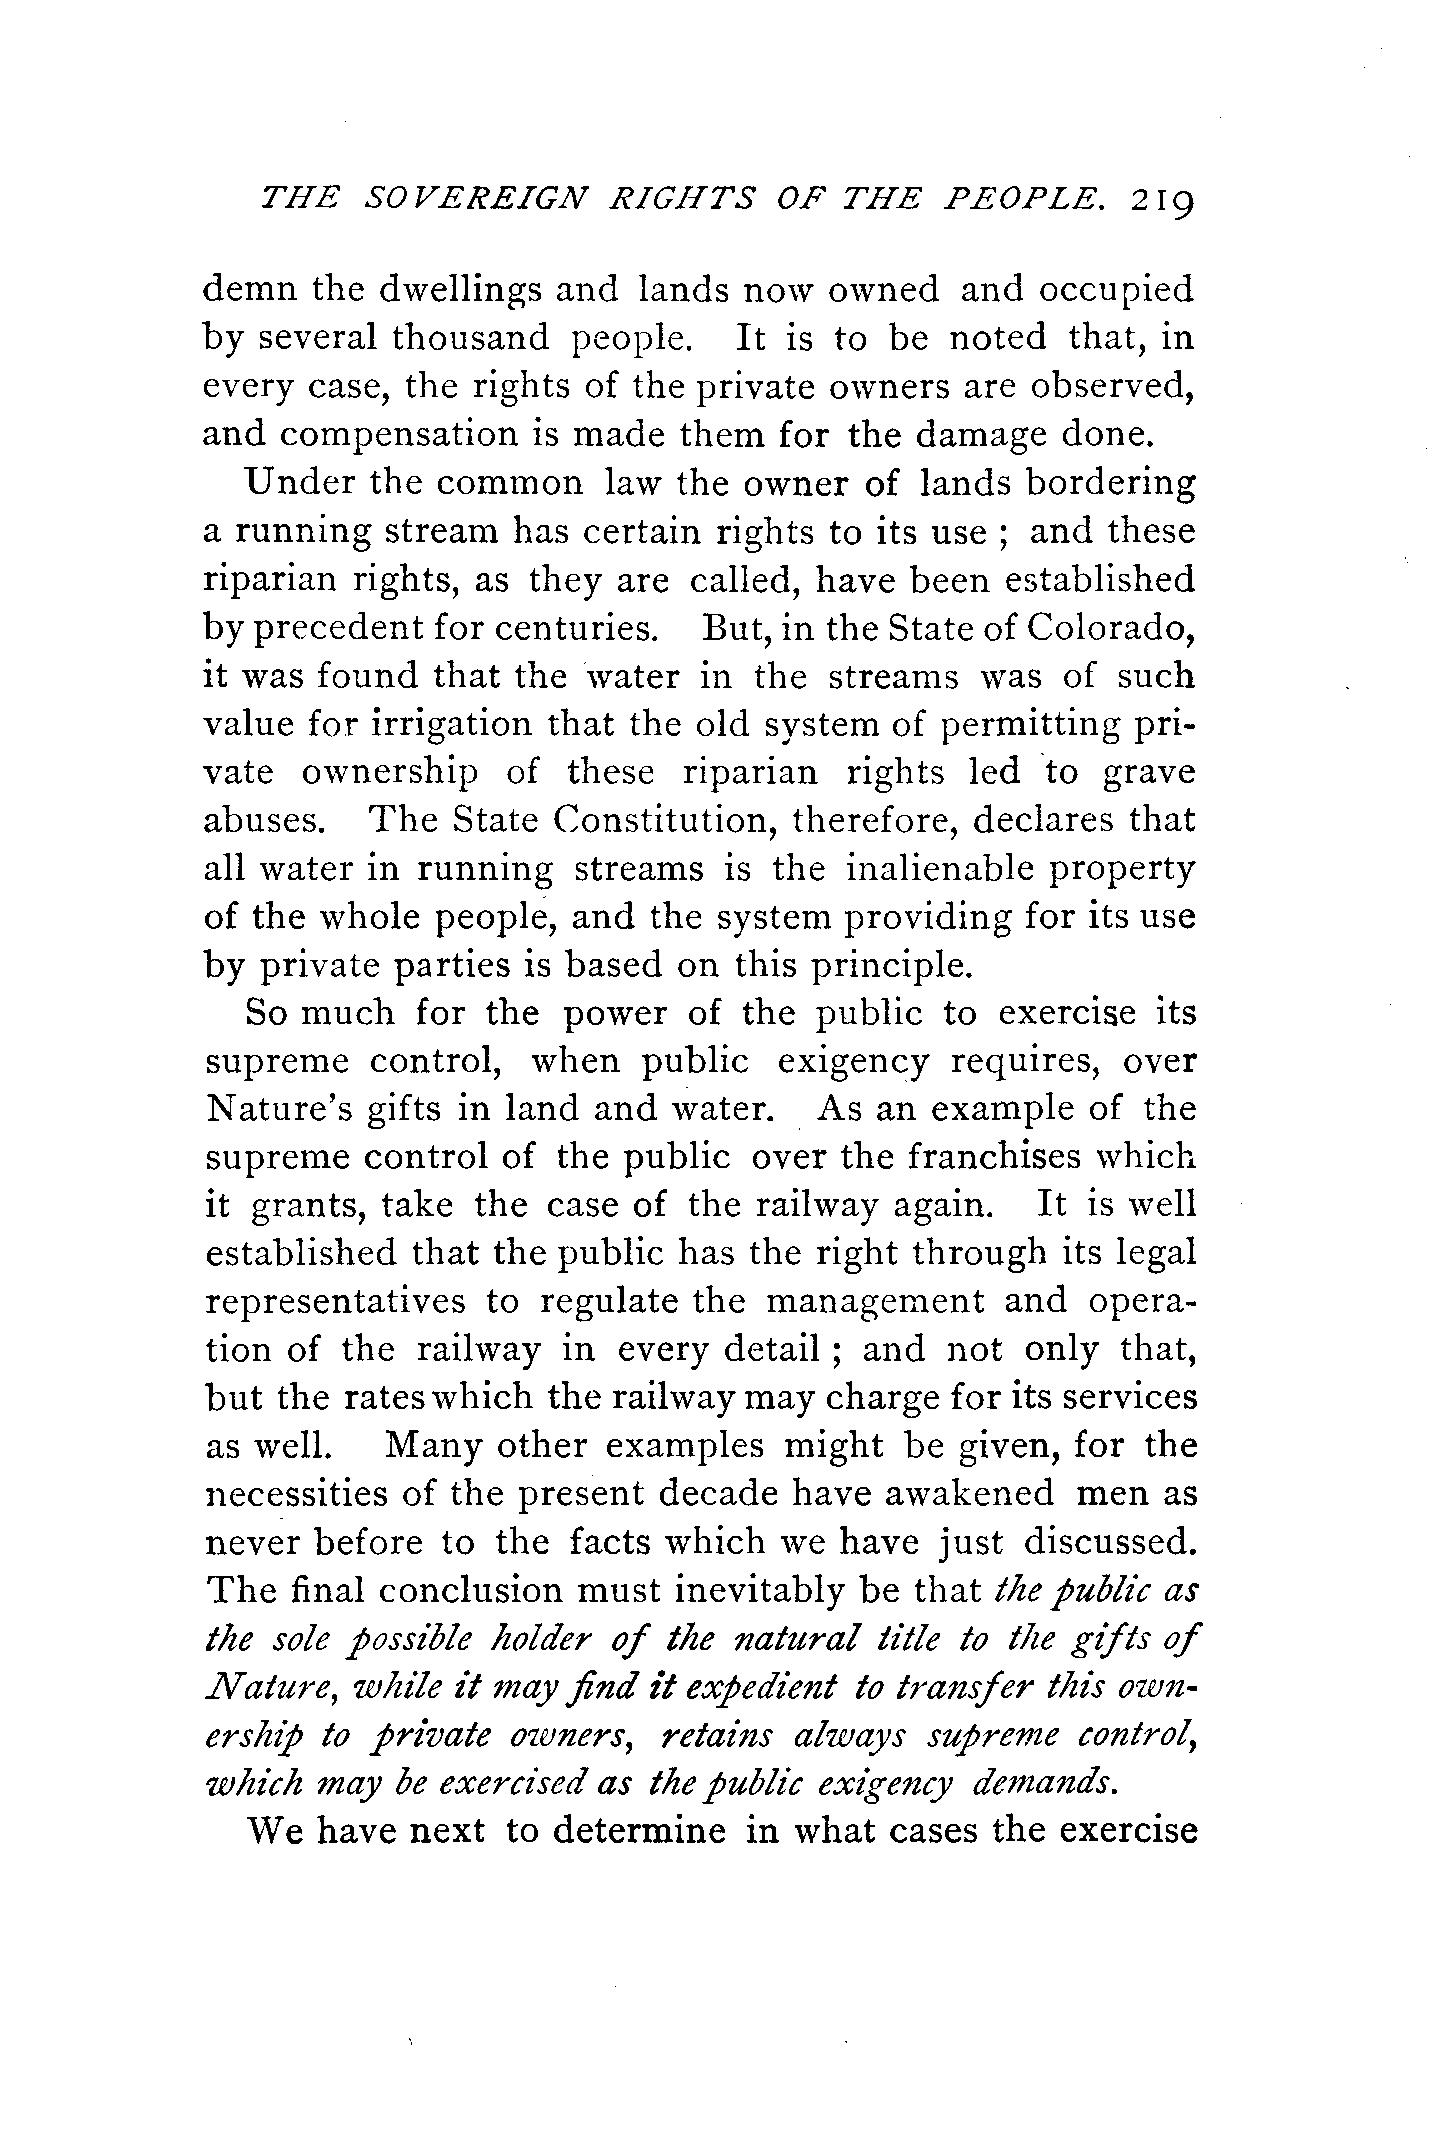 THE SOVEREIGN RIGHTS OF THE PEOPLE. 219
demn the dwellings and lands now owned and occupied
by several thousand people. It is to be noted that, in
every case, the rights of the private owners are observed,
and compensation is made them for the damage done.
Under the common law the owner of lands bordering
a running stream has certain rights to its use ; and these
riparian rights, as they are called, have been established
by precedent for centuries. But, in the State of Colorado,
it was found that the water in the streams was of such
value for irrigation that the old system of permitting pri-
vate ownership of these riparian rights led to grave
abuses. The State Constitution, therefore, declares that
all water in running streams is the inalienable property
of the whole people, and the system providing for its use
by private parties is based on this principle.
So much for the power of the public to exercise its
supreme control, when public exigency requires, over
Nature's gifts in land and water. As an example of the
supreme control of the public over the franchises which
it grants, take the case of the railway again. It is well
established that the public has the right through its legal
representatives to regulate the management and opera-
tion of the railway in every detail ; and not only that,
but the rates which the railway may charge for its services
as well. Many other examples might be given, for the
necessities of the present decade have awakened men as
never before to the facts which we have just discussed.
The final conclusion must inevitably be that the public as
the sole possible holder of the natural title to the gifts of
Nature, while it may find it expedient to transfer this own-
ership to private owners, retains always supreme control,
which may be exercised as the public exigency demands.
We have next to determine in what cases the exercise